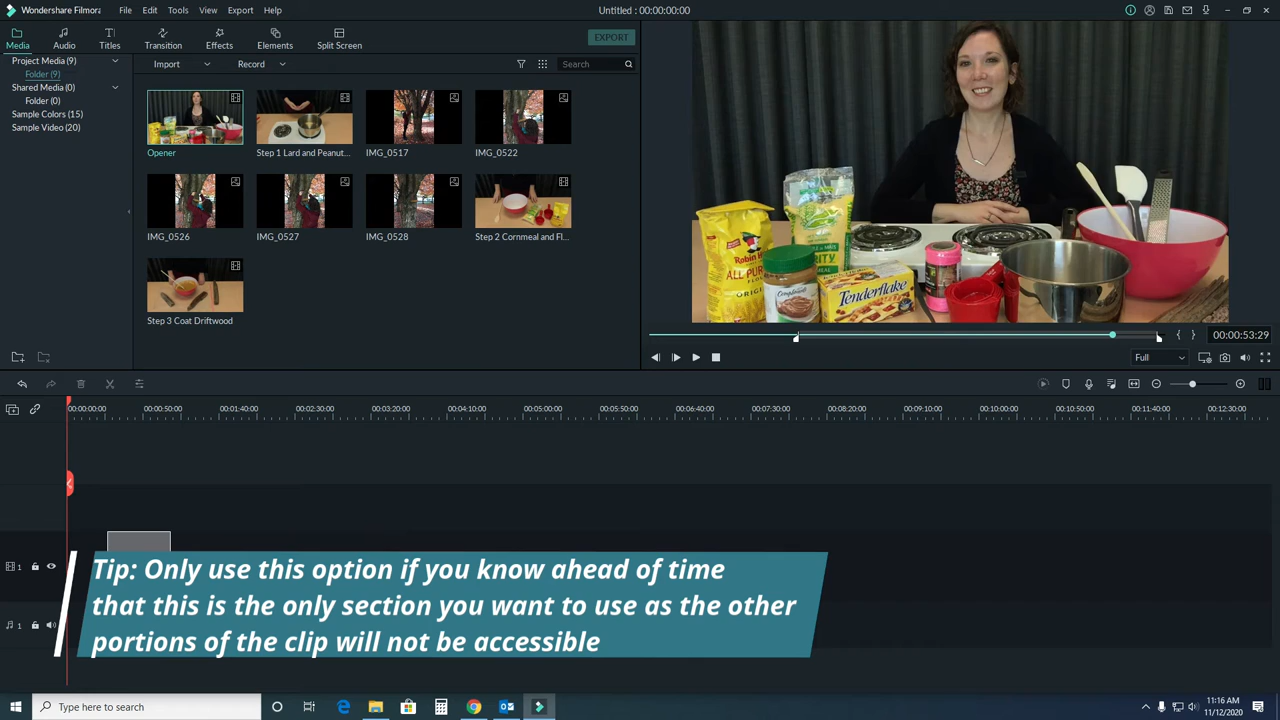 Wondershare Filmora
File
Edit
Tools
View
Export
Help
Untitled : 00:00:00:00
Media
Audio
Titles
Transition
Effects
Elements
Split Screen
EXPORT
Project Media (9)
Folder (9)
Shared Media (0)
Folder (0)
Sample Colors (15)
Sample Video (20)
Import
Record
Search
Opener
Step 1 Lard and Peanut...
IMG_0517
IMG_0522
IMG_0526
IMG_0527
IMG_0528
Step 2 Cornmeal and Fl...
Step 3 Coat Driftwood
Robin
ALL PURPOSE
ORIGINAL
Compliments
Tenderflake
00:00:53:29
Full
00:00:00:00
00:00:50:00
00:01:40:00
00:02:30:00
00:03:20:00
00:04:10:00
00:05:00:00
00:05:50:00
00:06:40:00
00:07:30:00
00:08:20:00
00:09:10:00
00:10:00:00
00:10:50:00
00:11:40:00
00:12:30:00
1
1
Tip: Only use this option if you know ahead of time
that this is the only section you want to use as the other
portions of the clip will not be accessible
Type here to search
11:16 AM
11/12/2020